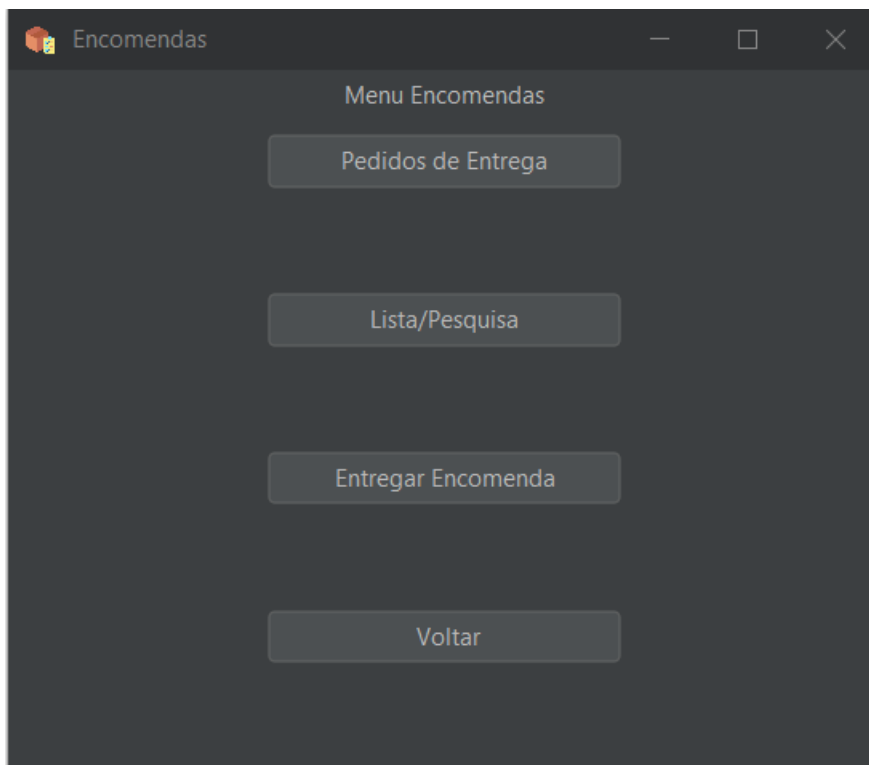 Encomendas
Menu Encomendas
Pedidos de Entrega
Lista/Pesquisa
Entregar Encomenda
Voltar